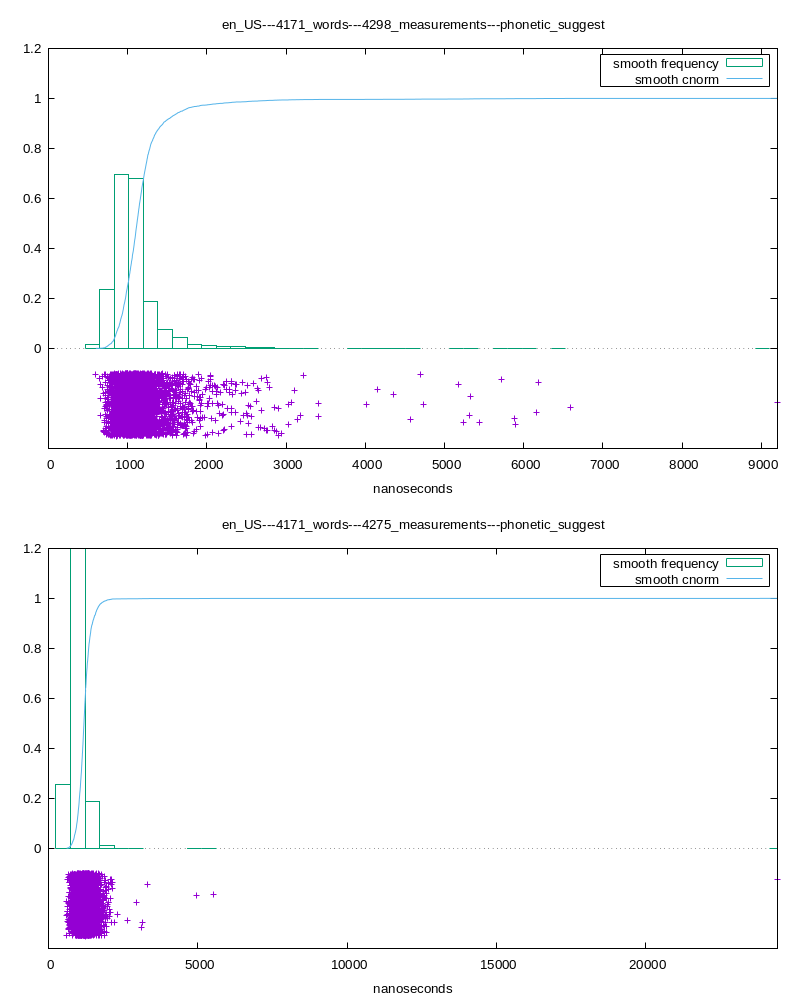 en_US---4171_words---4298_measurements---phonetic_suggest
1.2
smooth frequency
smooth cnorm
1
0.8
0.6
0.4
0.2
0
0 1000 2000 3000 4000 5000 6000 7000 8000 9000
nanoseconds
en_US---4171_words---4275_measurements---phonetic_suggest
1.2
smooth frequency
smooth cnorm
1
0.8
0.6
0.4
0.2
0
0 5000 10000 15000 20000
nanoseconds